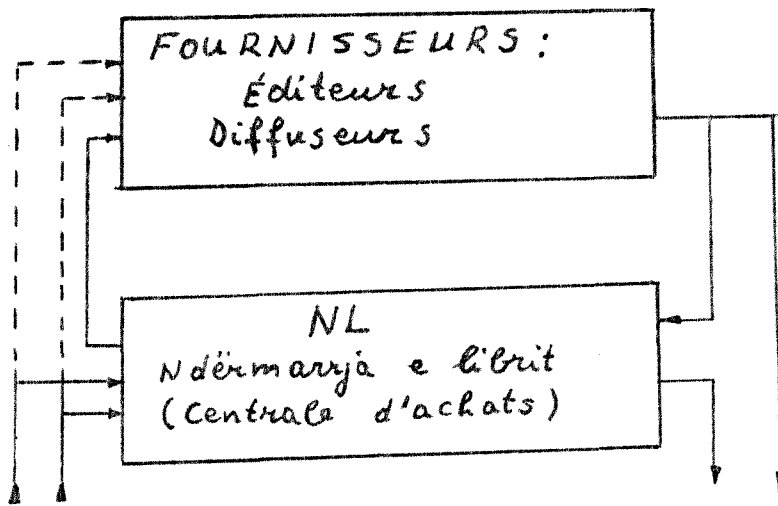 FOURNISSEURS :
Éditeurs
Diffuseurs
NL
Ndërmarrja e librit
(Centrale d'achats)